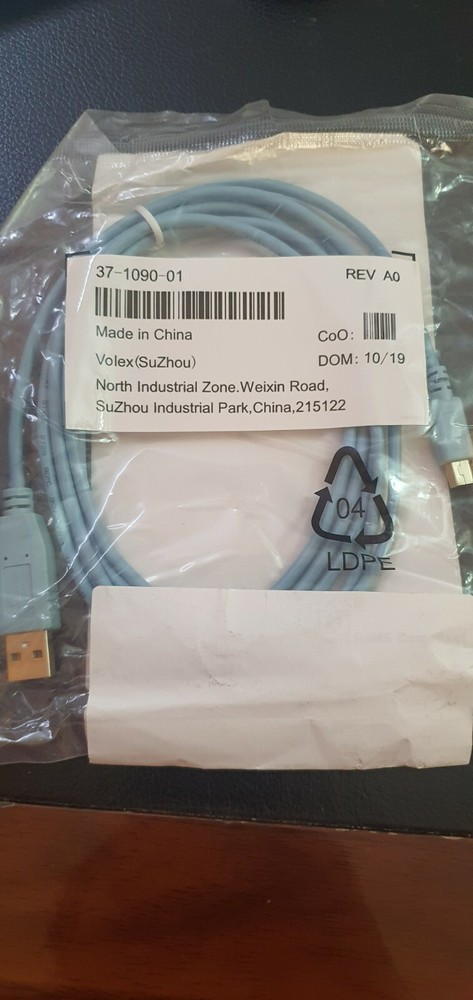 37-1090-01 REV A0
Made in China CoO:
Volex(SuZhou) DOM: 10/19
North Industrial Zone.Weixin Road,
SuZhou Industrial Park,China,215122
04
LDPE